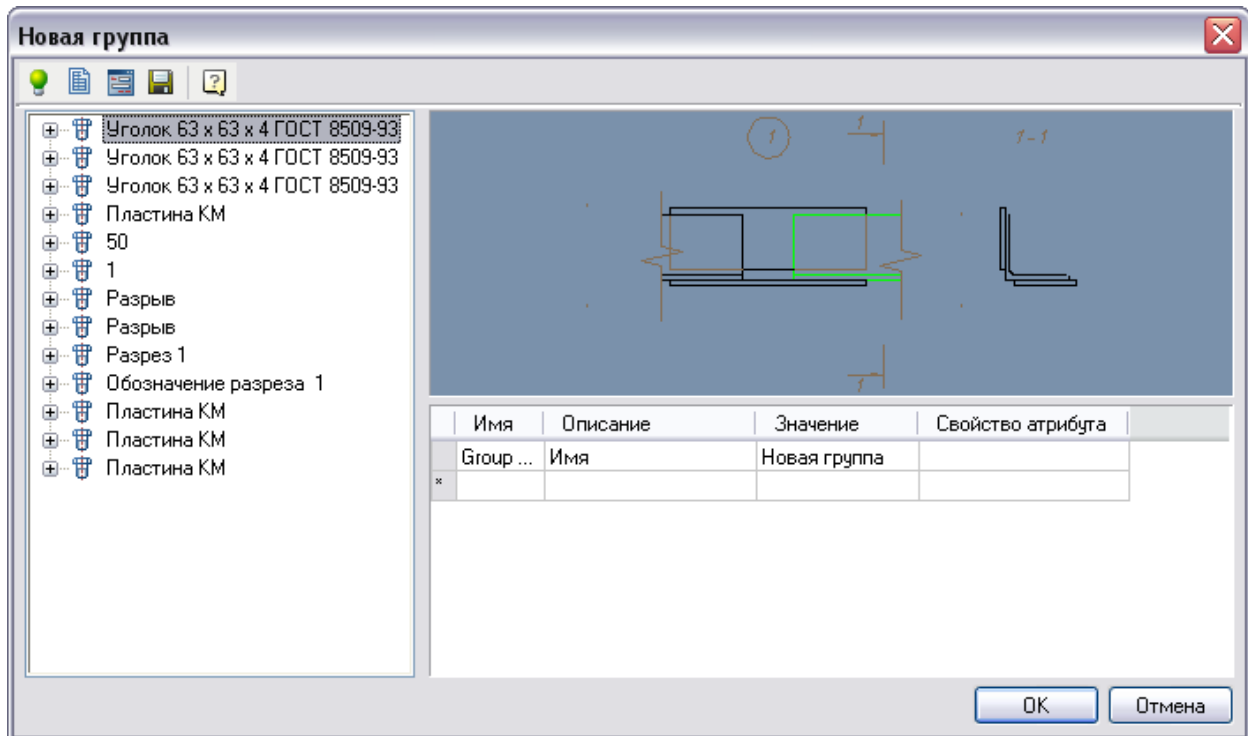 Новая группа
Уголок 63 x 63 x 4 ГОСТ 8509-93
Уголок 63 x 63 x 4 ГОСТ 8509-93
Уголок 63 x 63 x 4 ГОСТ 8509-93
Пластина КМ
50
1
Разрыв
Разрыв
Разрез 1
Обозначение разреза 1
Пластина КМ
Пластина КМ
Пластина КМ
1 1 1-1
1
Имя Описание Значение Свойство атрибута
Group ... Имя Новая группа
*
OK Отмена